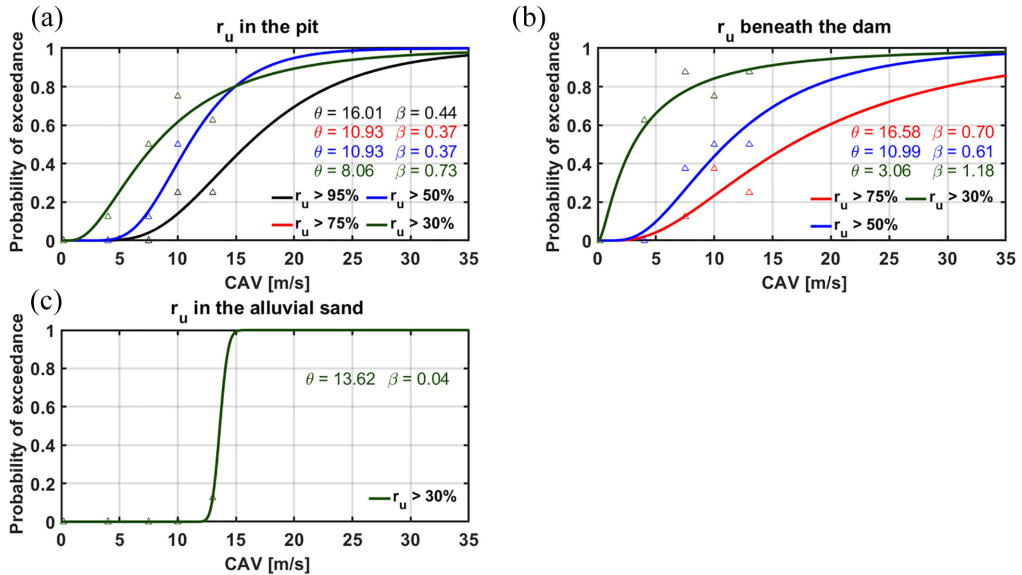 (a)
r_u in the pit
Probability of exceedance
1
0.8
0.6
0.4
0.2
0
θ = 16.01 β = 0.44
θ = 10.93 β = 0.37
θ = 10.93 β = 0.37
θ = 8.06 β = 0.73
r_u > 95% r_u > 50%
r_u > 75% r_u > 30%
0 5 10 15 20 25 30 35
CAV [m/s]
(b)
r_u beneath the dam
Probability of exceedance
1
0.8
0.6
0.4
0.2
0
θ = 16.58 β = 0.70
θ = 10.99 β = 0.61
θ = 3.06 β = 1.18
r_u > 75% r_u > 30%
r_u > 50%
0 5 10 15 20 25 30 35
CAV [m/s]
(c)
r_u in the alluvial sand
Probability of exceedance
1
0.8
0.6
0.4
0.2
0
θ = 13.62 β = 0.04
r_u > 30%
0 5 10 15 20 25 30 35
CAV [m/s]